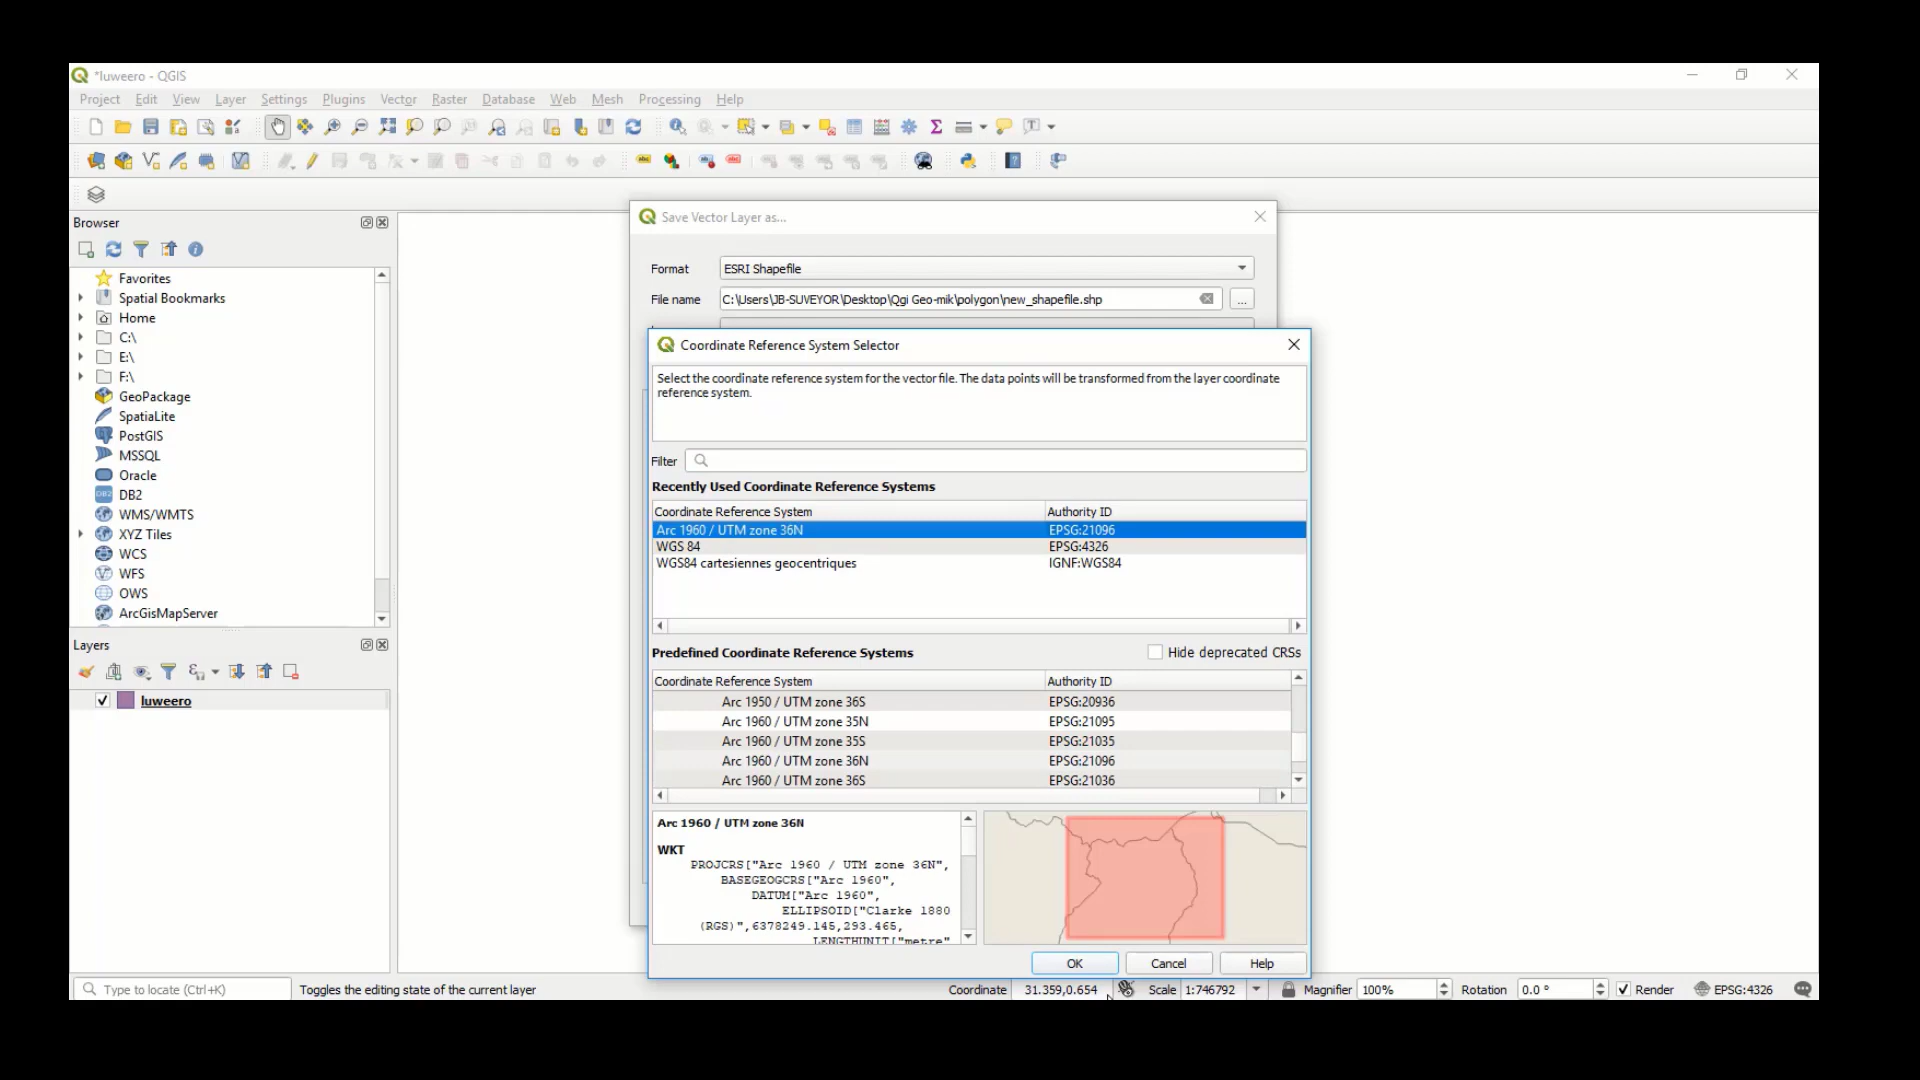 *luweero - QGIS
Project Edit View Layer Settings Plugins Vector Raster Database Web Mesh Processing Help
Browser
Favorites
Spatial Bookmarks
Home
C:\
E:\
F:\
GeoPackage
SpatiaLite
PostGIS
MSSQL
Oracle
DB2
WMS/WMTS
XYZ Tiles
WCS
WFS
OWS
ArcGisMapServer
Layers
luweero
Save Vector Layer as...
Format ESRI Shapefile
File name C:\Users\JB-SUVEYOR\Desktop\Qgi Geo-mik\polygon\new_shapefile.shp ...
Coordinate Reference System Selector
Select the coordinate reference system for the vector file. The data points will be transformed from the layer coordinate
reference system.
Filter
Recently Used Coordinate Reference Systems
Coordinate Reference System Authority ID
Arc 1960 / UTM zone 36N EPSG:21096
WGS 84 EPSG:4326
WGS84 cartesiennes geocentriques IGNF:WGS84
Predefined Coordinate Reference Systems Hide deprecated CRSs
Coordinate Reference System Authority ID
Arc 1950 / UTM zone 36S EPSG:20936
Arc 1960 / UTM zone 35N EPSG:21095
Arc 1960 / UTM zone 35S EPSG:21035
Arc 1960 / UTM zone 36N EPSG:21096
Arc 1960 / UTM zone 36S EPSG:21036
Arc 1960 / UTM zone 36N
WKT
PROJCRS["Arc 1960 / UTM zone 36N",
BASEGEOGCRS["Arc 1960",
DATUM["Arc 1960",
ELLIPSOID["Clarke 1880
(RGS)",6378249.145,293.465,
LENGTHUNIT["metre"
OK Cancel Help
Type to locate (Ctrl+K) Toggles the editing state of the current layer Coordinate 31.359,0.654 Scale 1:746792 Magnifier 100% Rotation 0.0 ° Render EPSG:4326